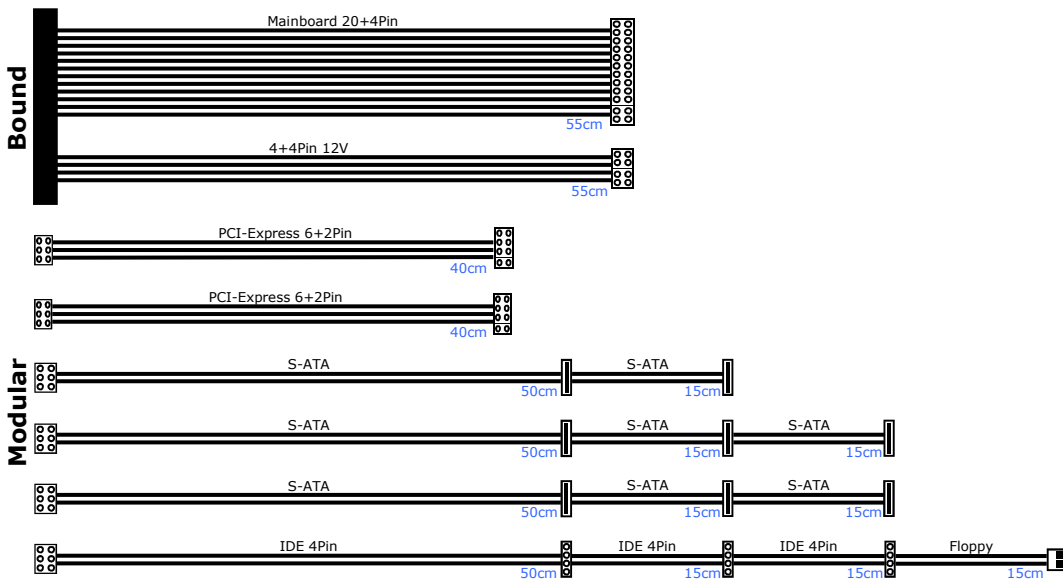 Bound
Mainboard 20+4Pin
55cm
4+4Pin 12V
55cm
Modular
PCI-Express 6+2Pin
40cm
PCI-Express 6+2Pin
40cm
S-ATA S-ATA
50cm 15cm
S-ATA S-ATA S-ATA
50cm 15cm 15cm
S-ATA S-ATA S-ATA
50cm 15cm 15cm
IDE 4Pin IDE 4Pin IDE 4Pin Floppy
50cm 15cm 15cm 15cm